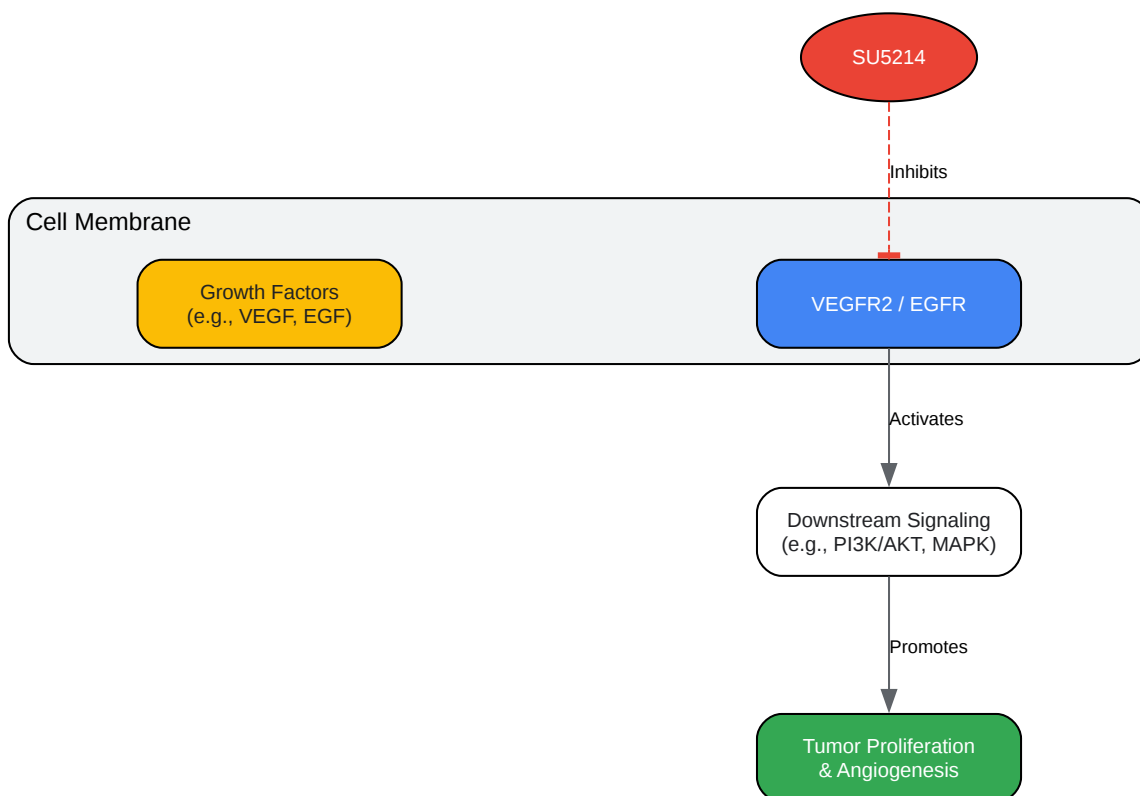 SU5214
Inhibits
Cell Membrane
Growth Factors
(e.g., VEGF, EGF)
VEGFR2 / EGFR
Activates
Downstream Signaling
(e.g., PI3K/AKT, MAPK)
Promotes
Tumor Proliferation
& Angiogenesis